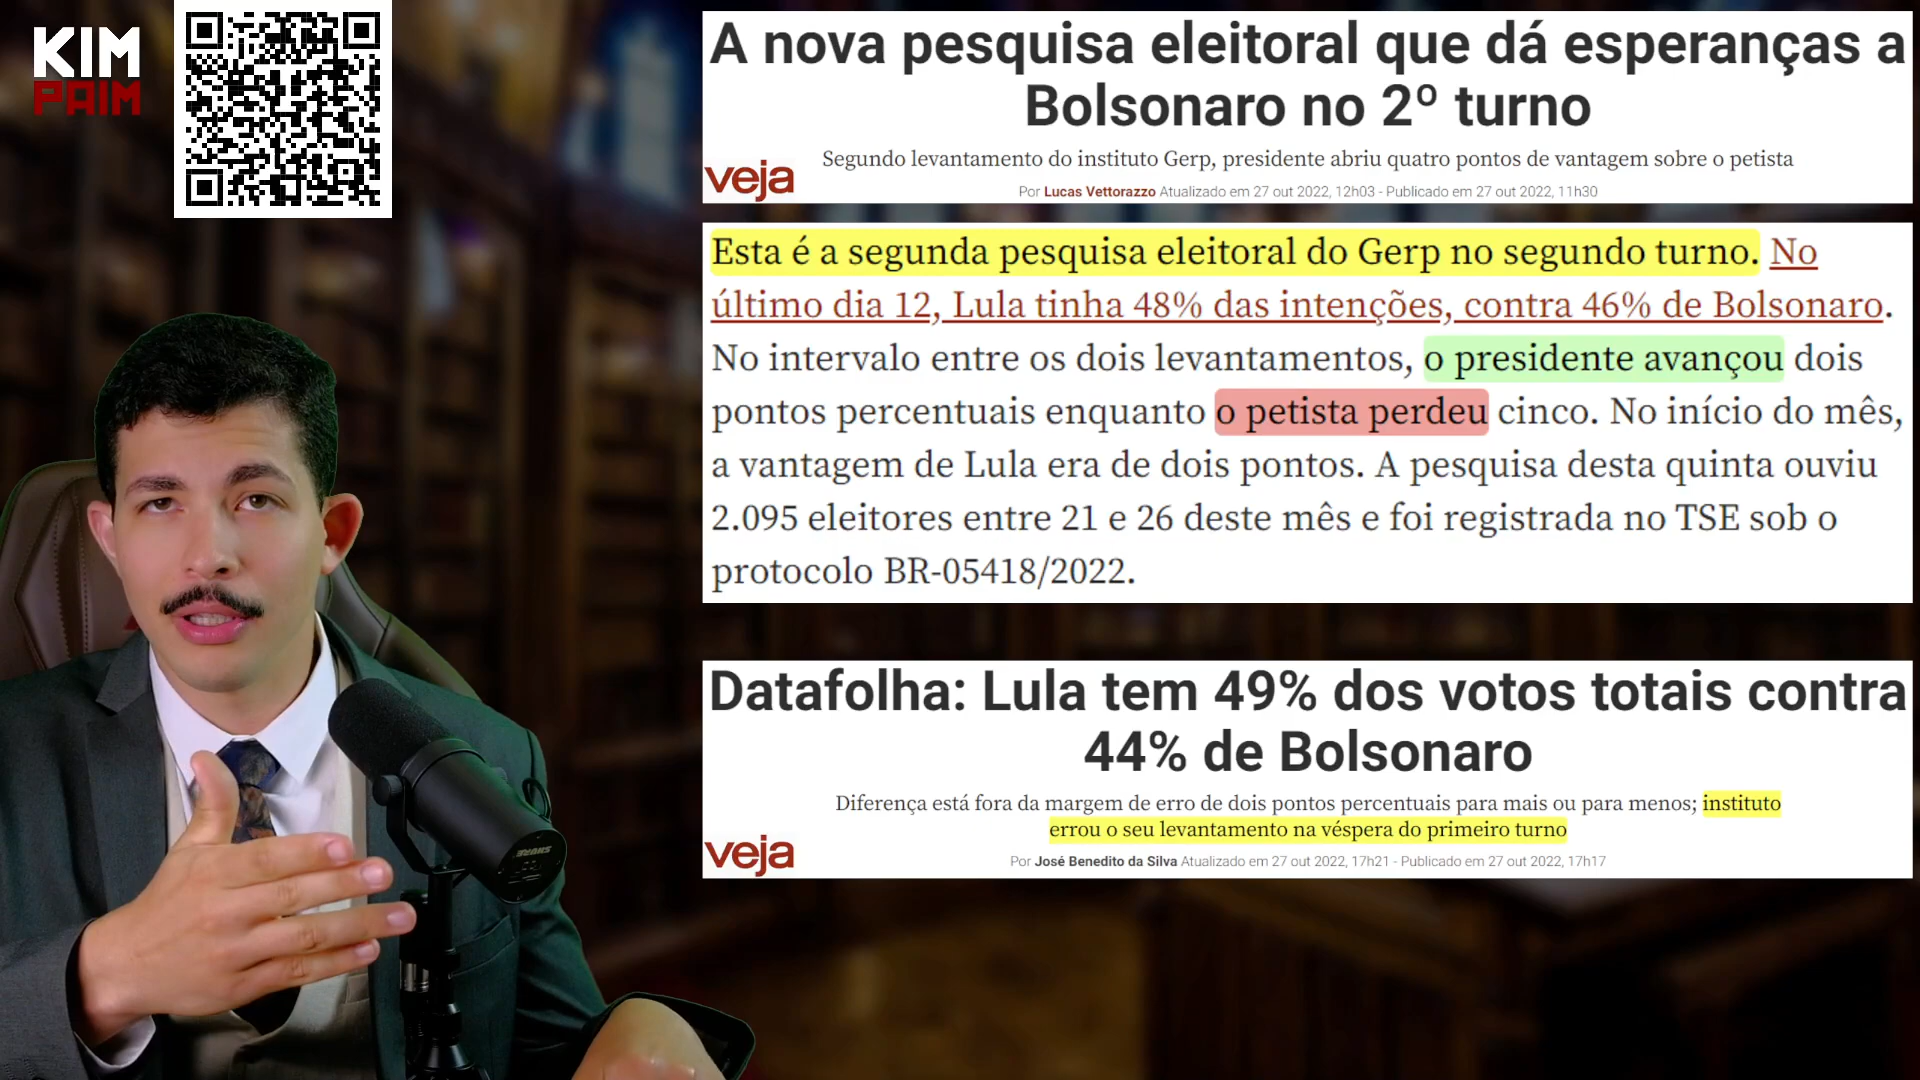 KIM
PAIM
A nova pesquisa eleitoral que dá esperanças a
Bolsonaro no 2º turno
Segundo levantamento do instituto Gerp, presidente abriu quatro pontos de vantagem sobre o petista
veja
Por Lucas Vettorazzo Atualizado em 27 out 2022, 12h03 - Publicado em 27 out 2022, 11h30
Esta é a segunda pesquisa eleitoral do Gerp no segundo turno. No
último dia 12, Lula tinha 48% das intenções, contra 46% de Bolsonaro.
No intervalo entre os dois levantamentos, o presidente avançou dois
pontos percentuais enquanto o petista perdeu cinco. No início do mês,
a vantagem de Lula era de dois pontos. A pesquisa desta quinta ouviu
2.095 eleitores entre 21 e 26 deste mês e foi registrada no TSE sob o
protocolo BR-05418/2022.
Datafolha: Lula tem 49% dos votos totais contra
44% de Bolsonaro
Diferença está fora da margem de erro de dois pontos percentuais para mais ou para menos; instituto
errou o seu levantamento na véspera do primeiro turno
veja
Por José Benedito da Silva Atualizado em 27 out 2022, 17h21 - Publicado em 27 out 2022, 17h17
SHURE